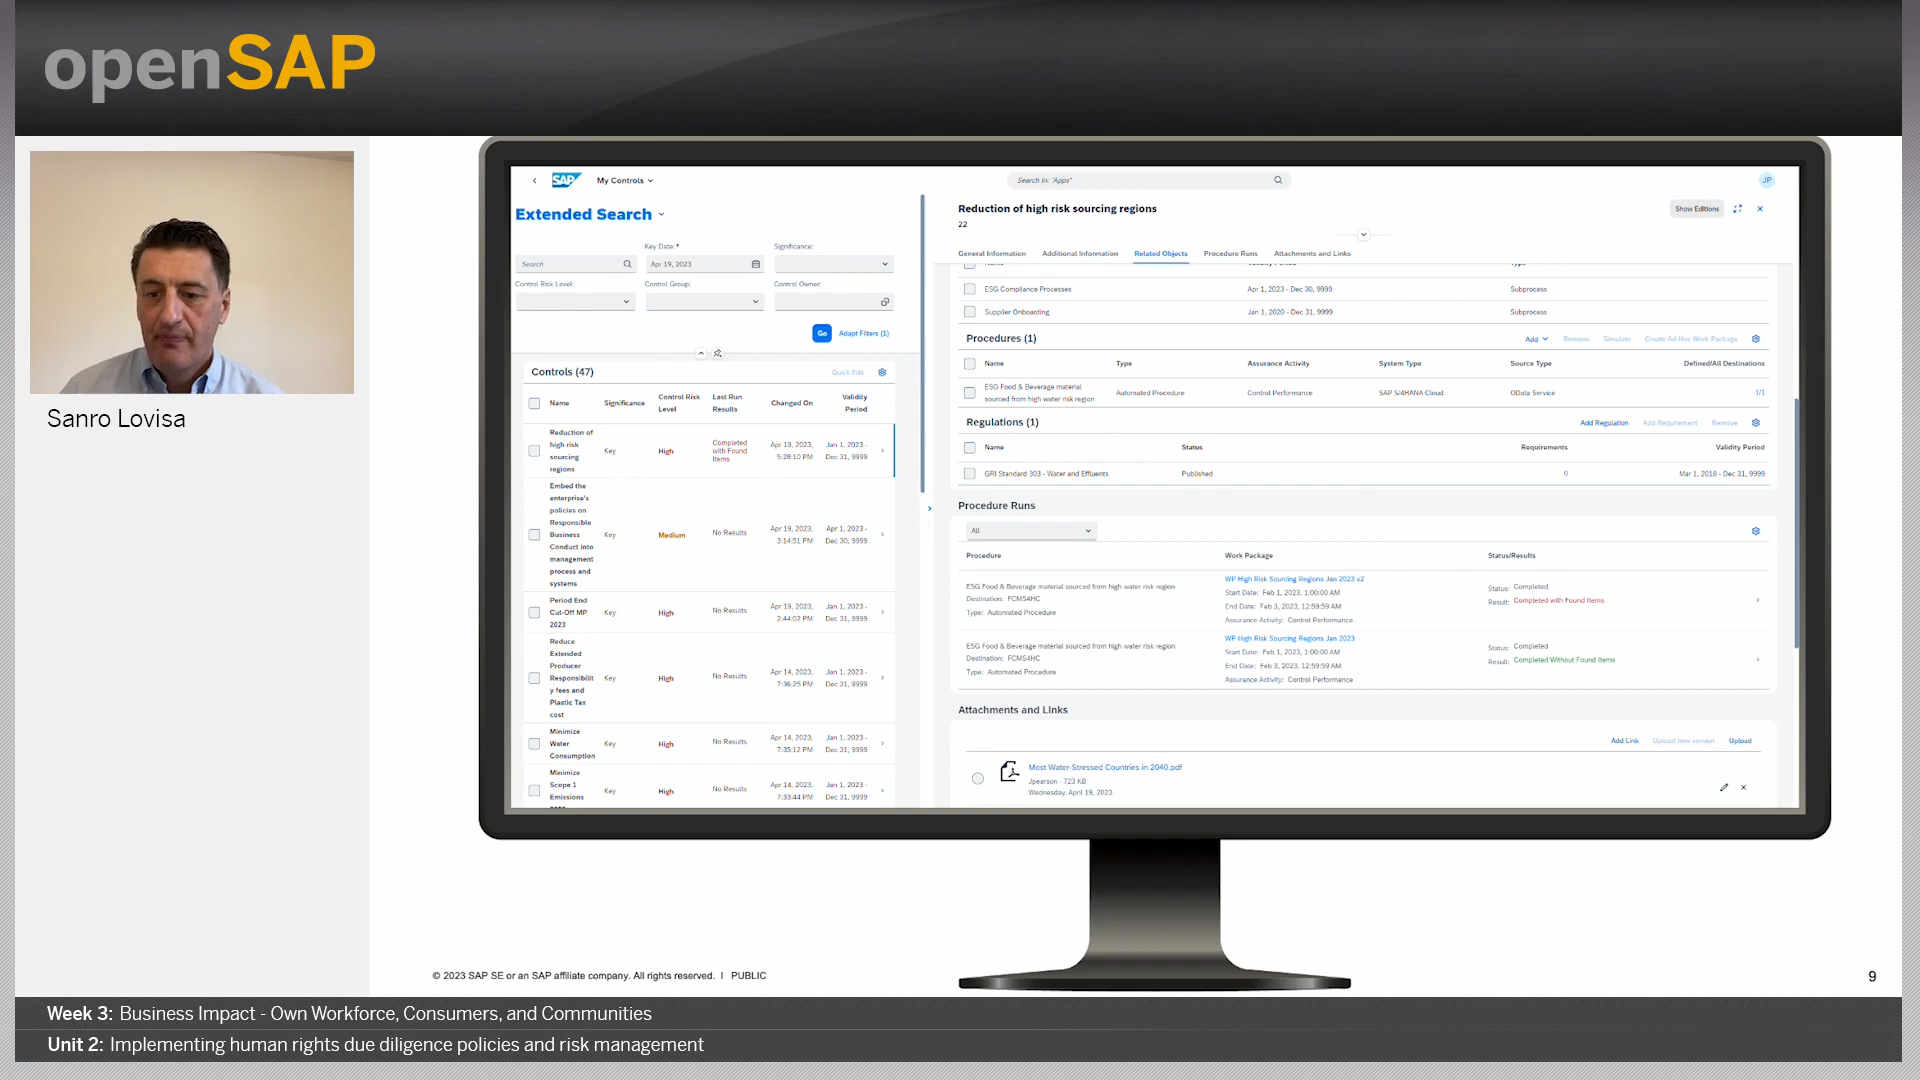 openSAP
Sanro Lovisa
SAP My Controls
Search In: "Apps"
JP
Extended Search
Search
Key Date:*
Apr 19, 2023
Significance:
Control Risk Level:
Control Group:
Control Owner:
Go Adapt Filters (1)
Controls (47)
Quick Edit
Name Significance Control Risk Level Last Run Results Changed On Validity Period
Reduction of high risk sourcing regions Key High Completed with Found Items Apr 19, 2023, 5:28:10 PM Jan 1, 2023 - Dec 31, 9999
Embed the enterprise's policies on Responsible Business Conduct into management process and systems Key Medium No Results Apr 19, 2023, 3:14:51 PM Apr 1, 2023 - Dec 30, 9999
Period End Cut-Off MP 2023 Key High No Results Apr 19, 2023, 2:44:02 PM Jan 1, 2023 - Dec 31, 9999
Reduce Extended Producer Responsibility fees and Plastic Tax cost Key High No Results Apr 14, 2023, 7:36:25 PM Jan 1, 2023 - Dec 31, 9999
Minimize Water Consumption Key High No Results Apr 14, 2023, 7:35:12 PM Jan 1, 2023 - Dec 31, 9999
Minimize Scope 1 Emissions Key High No Results Apr 14, 2023, 7:33:44 PM Jan 1, 2023 - Dec 31, 9999
Reduction of high risk sourcing regions
22
Show Editions
General Information Additional Information Related Objects Procedure Runs Attachments and Links
Name Validity Period Type
ESG Compliance Processes Apr 1, 2023 - Dec 30, 9999 Subprocess
Supplier Onboarding Jan 1, 2020 - Dec 31, 9999 Subprocess
Procedures (1)
Add Remove Simulate Create Ad-Hoc Work Package
Name Type Assurance Activity System Type Source Type Defined/All Destinations
ESG Food & Beverage material sourced from high water risk region Automated Procedure Control Performance SAP S/4HANA Cloud OData Service 1/1
Regulations (1)
Add Regulation Add Requirement Remove
Name Status Requirements Validity Period
GRI Standard 303 - Water and Effluents Published 0 Mar 1, 2018 - Dec 31, 9999
Procedure Runs
All
Procedure Work Package Status/Results
ESG Food & Beverage material sourced from high water risk region
Destination: FCMS4HC
Type: Automated Procedure
WP High Risk Sourcing Regions Jan 2023 v2
Start Date: Feb 1, 2023, 1:00:00 AM
End Date: Feb 3, 2023, 12:59:59 AM
Assurance Activity: Control Performance
Status: Completed
Result: Completed with Found Items
ESG Food & Beverage material sourced from high water risk region
Destination: FCMS4HC
Type: Automated Procedure
WP High Risk Sourcing Regions Jan 2023
Start Date: Feb 1, 2023, 1:00:00 AM
End Date: Feb 3, 2023, 12:59:59 AM
Assurance Activity: Control Performance
Status: Completed
Result: Completed Without Found Items
Attachments and Links
Add Link Upload new version Upload
Most Water-Stressed Countries in 2040.pdf
Jpearson - 723 KB
Wednesday, April 19, 2023
© 2023 SAP SE or an SAP affiliate company. All rights reserved. | PUBLIC
9
Week 3: Business Impact - Own Workforce, Consumers, and Communities
Unit 2: Implementing human rights due diligence policies and risk management